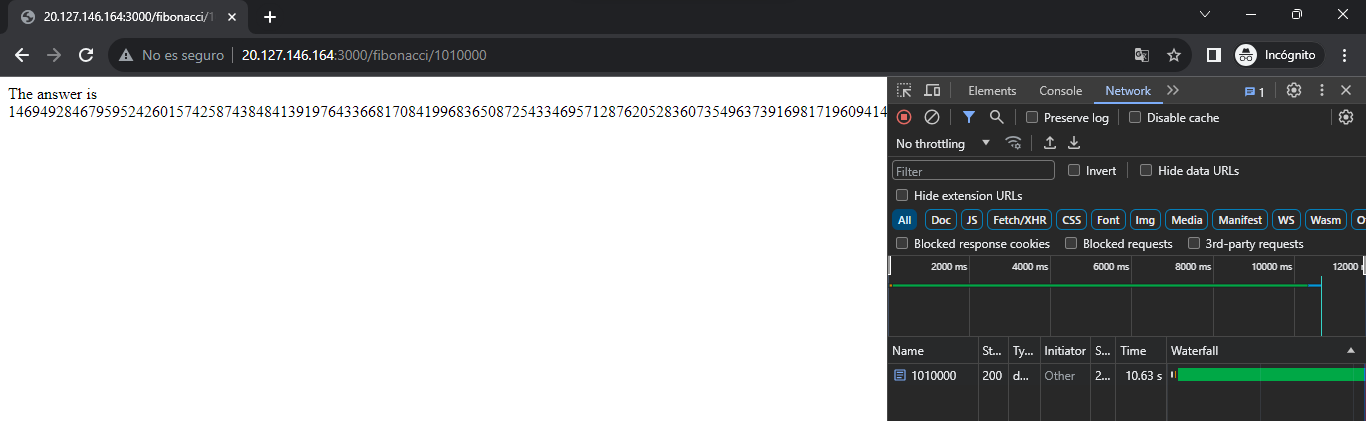 20.127.146.164:3000/fibonacci/1
No es seguro 20.127.146.164:3000/fibonacci/1010000 Incógnito
The answer is
14694928467959524260157425874384841391976433668170841996836508725433469571287620528360735496373916981719609414
Elements Console Network 1
Preserve log Disable cache
No throttling
Filter Invert Hide data URLs
Hide extension URLs
All Doc JS Fetch/XHR CSS Font Img Media Manifest WS Wasm O
Blocked response cookies Blocked requests 3rd-party requests
2000 ms 4000 ms 6000 ms 8000 ms 10000 ms 12000
Name St... Ty... Initiator S... Time Waterfall
1010000 200 d... Other 2... 10.63 s